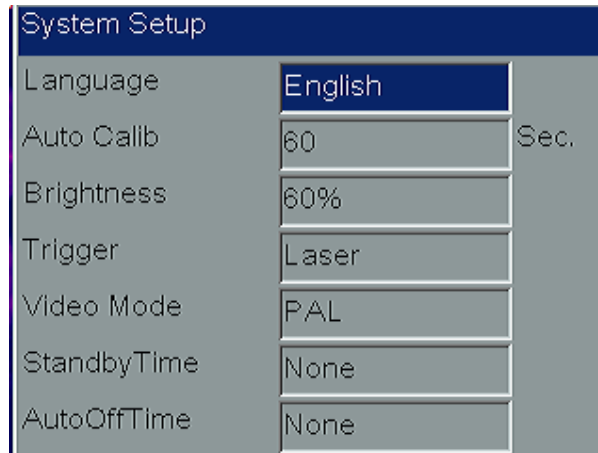 System Setup
Language English
Auto Calib 60 Sec.
Brightness 60%
Trigger Laser
Video Mode PAL
StandbyTime None
AutoOffTime None